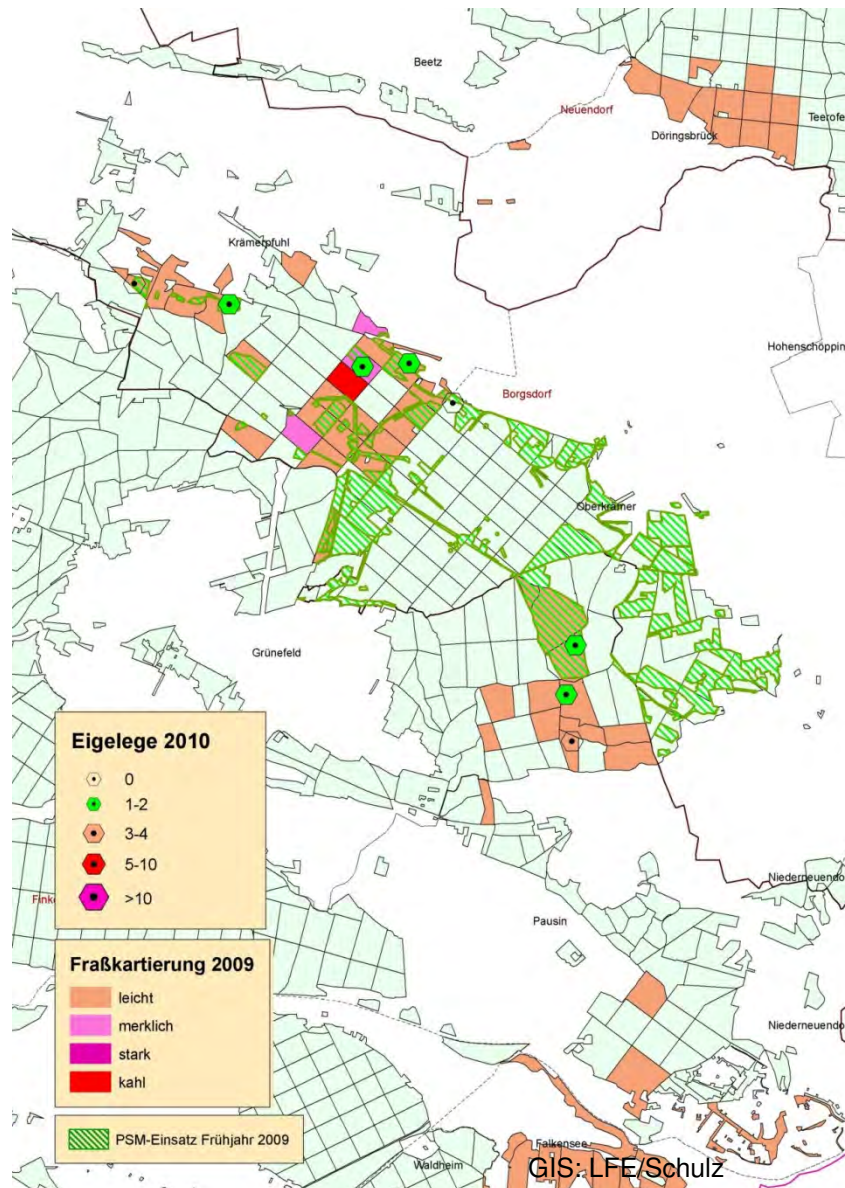 Beetz
Neuendorf
Teerofe
Döringsbrück
Krämerpfuhl
Hohenschöppin
Borgsdorf
Oberkrämer
Grünefeld
Eigelege 2010
0
1-2
3-4
5-10
>10
Niederneuendo
Fink
Pausin
Fraßkartierung 2009
leicht
merklich
stark
kahl
Niederneuendo
PSM-Einsatz Frühjahr 2009
Falkensee
Waldheim
GIS: LFE/Schulz